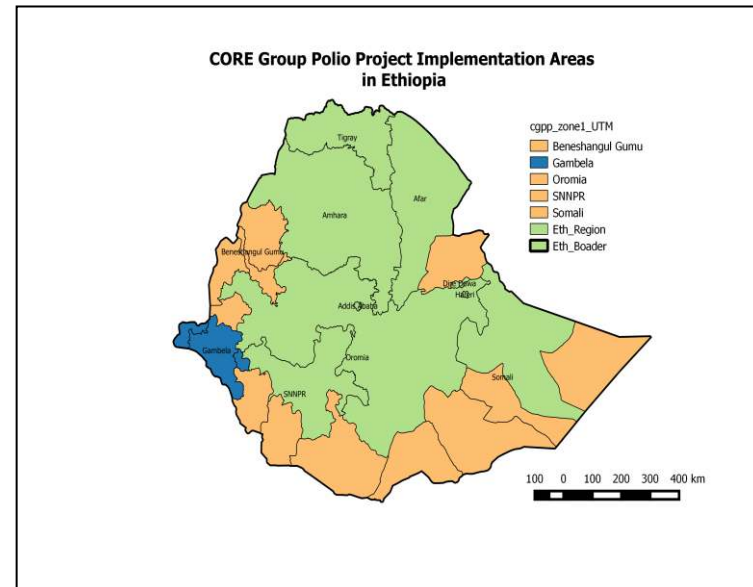 CORE Group Polio Project Implementation Areas
in Ethiopia
cgpp_zone1_UTM
Beneshangul Gumu
Gambela
Oromia
SNNPR
Somali
Eth_Region
Eth_Boader
Tigray
Afar
Amhara
Beneshangul Gumu
Dire Dawa
Hareri
Addis Ababa
Gambela
Oromia
Somali
SNNPR
100 0 100 200 300 400 km